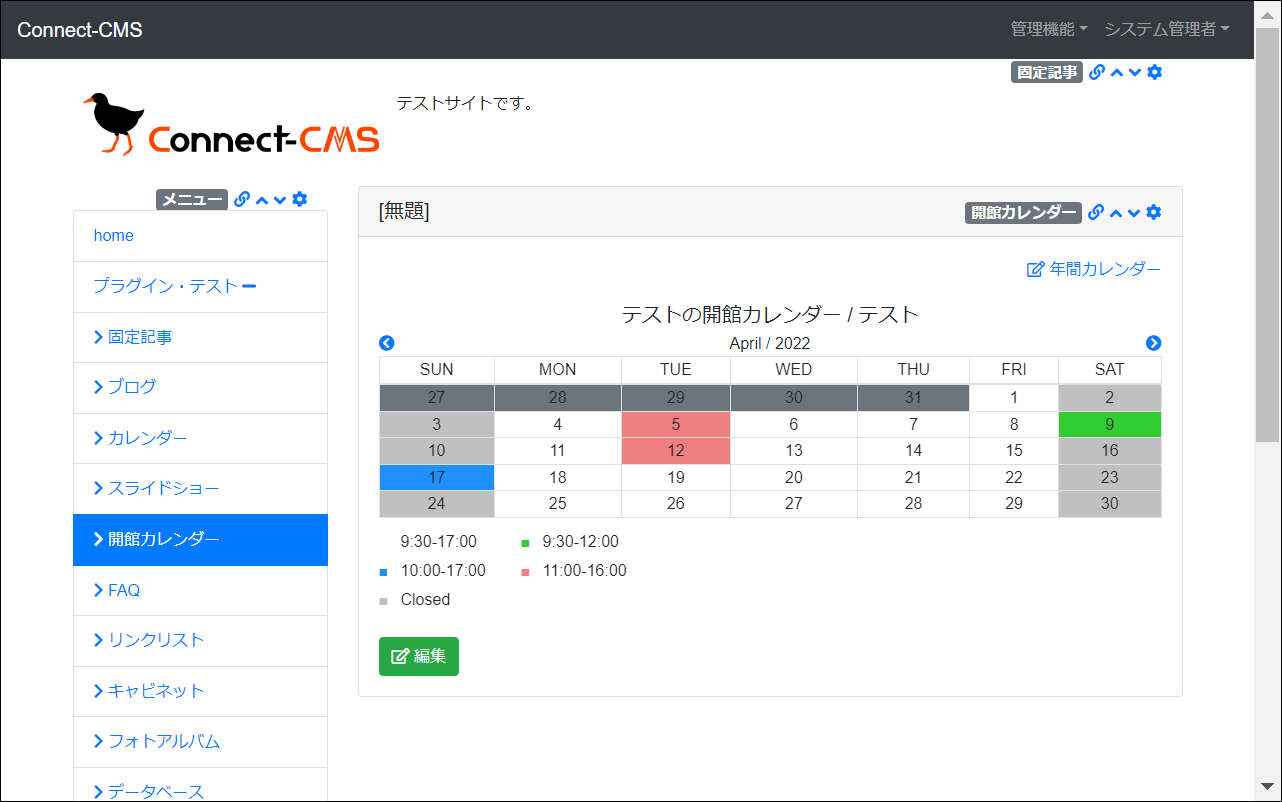 Connect-CMS
管理機能 システム管理者
固定記事
テストサイトです。
Connect-CMS
メニュー
home
プラグイン・テスト
固定記事
ブログ
カレンダー
スライドショー
開館カレンダー
FAQ
リンクリスト
キャビネット
フォトアルバム
データベース
[無題] 開館カレンダー
年間カレンダー
テストの開館カレンダー / テスト
April / 2022
SUN MON TUE WED THU FRI SAT
27 28 29 30 31 1 2
3 4 5 6 7 8 9
10 11 12 13 14 15 16
17 18 19 20 21 22 23
24 25 26 27 28 29 30
9:30-17:00 9:30-12:00
10:00-17:00 11:00-16:00
Closed
編集